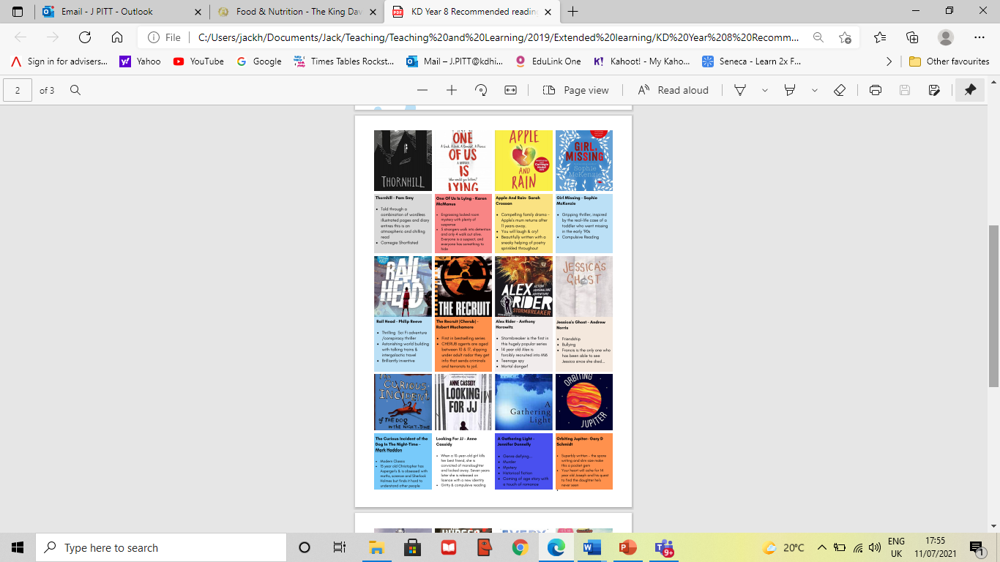 Email - J PITT - Outlook
Food & Nutrition - The King Dav
KD Year 8 Recommended readin
File
C:/Users/jackh/Documents/Jack/Teaching/Teaching%20and%20Learning/2019/Extended%20learning/KD%20Year%208%20Recomm...
Sign in for advisers...
Yahoo
YouTube
Google
Times Tables Rockst...
Mail – J.PITT@kdhi...
EduLink One
Kahoot! - My Kaho...
Seneca - Learn 2x F...
Other favourites
2
of 3
Page view
Read aloud
THORNHILL
ONE
A Geek, A Jock, A Criminal, A Princess
OF US
A MURDER
IS
Who would you believe?
LYING
APPLE
AND
RAIN
GIRL,
MISSING
Sophie
McKenzie
Thornhill - Pam Smy
• Told through a
combination of wordless
illustrated pages and diary
entires this is an
atmospheric and chilling
read
• Carnegie Shortlisted
One Of Us Is Lying - Karen
McManus
• Engrossing locked room
mystery with plenty of
suspense
• 5 strangers walk into detention
and only 4 walk out alive.
Everyone is a suspect, and
everyone has something to
hide
Apple And Rain- Sarah
Crossan
• Compelling family drama -
Apple's mum returns after
11 years away.
• You will laugh & cry!
• Beautifully written with a
sneaky helping of poetry
sprinkled throughout
Girl Missing - Sophie
McKenzie
• Gripping thriller, inspired
by the real-life case of a
toddler who went missing
in the early '90s
• Compulsive Reading
RAIL
HEAD
THE RECRUIT
ALEX
RIDER
ACTION
ADRENALINE
ADVENTURE
STORMBREAKER
JESSICA'S
GHOST
Rail Head - Philip Reeve
• Thrilling Sci Fi adventure
/conspiracy thriller
• Astonishing world building
with talking trains &
intergalactic travel
• Brilliantly inventive
The Recruit (Cherub) -
Robert Muchamore
• First in bestselling series
• CHERUB agents are aged
between 10 & 17, slipping
under adult radar they get
info that sends criminals
and terrorists to jail.
Alex Rider - Anthony
Horowitz
• Stormbreaker is the first in
this hugely popular series
• 14 year old Alex is
forcibly recruited into MI6
• Teenage spy
• Mortal danger!
Jessica's Ghost - Andrew
Norris
• Friendship
• Bullying
• Francis is the only one who
has been able to see
Jessica since she died...
CURIOUS
INCIDENT
of THE DOG
IN THE NIGHT-TIME
ANNE CASSIDY
LOOKING
FOR JJ
A
Gathering
Light
ORBITING
JUPITER
The Curious Incident of the
Dog In The Night-Time -
Mark Haddon
• Modern Classic
• 15 year old Christopher has
Asperger's & is obsessed with
maths, science and Sherlock
Holmes but finds it hard to
understand other people
Looking For JJ - Anne
Cassidy
• When a 10-year-old girl kills
her best friend, she is
convicted of manslaughter
and locked away. Seven years
later she is released on
licence with a new identity
• Gritty & compulsive reading
A Gathering Light -
Jennifer Donnelly
• Genre defying...
• Murder
• Mystery
• Historical fiction
• Coming of age story with
a touch of romance
Orbiting Jupiter- Gary D
Schmidt
• Superbly written - the spare
writing and slim size make
this a pocket gem
• Your heart will ache for 14
year old Joseph and his quest
to find the daughter he's
never seen
Type here to search
9+
20°C
ENG
UK
17:55
11/07/2021
1